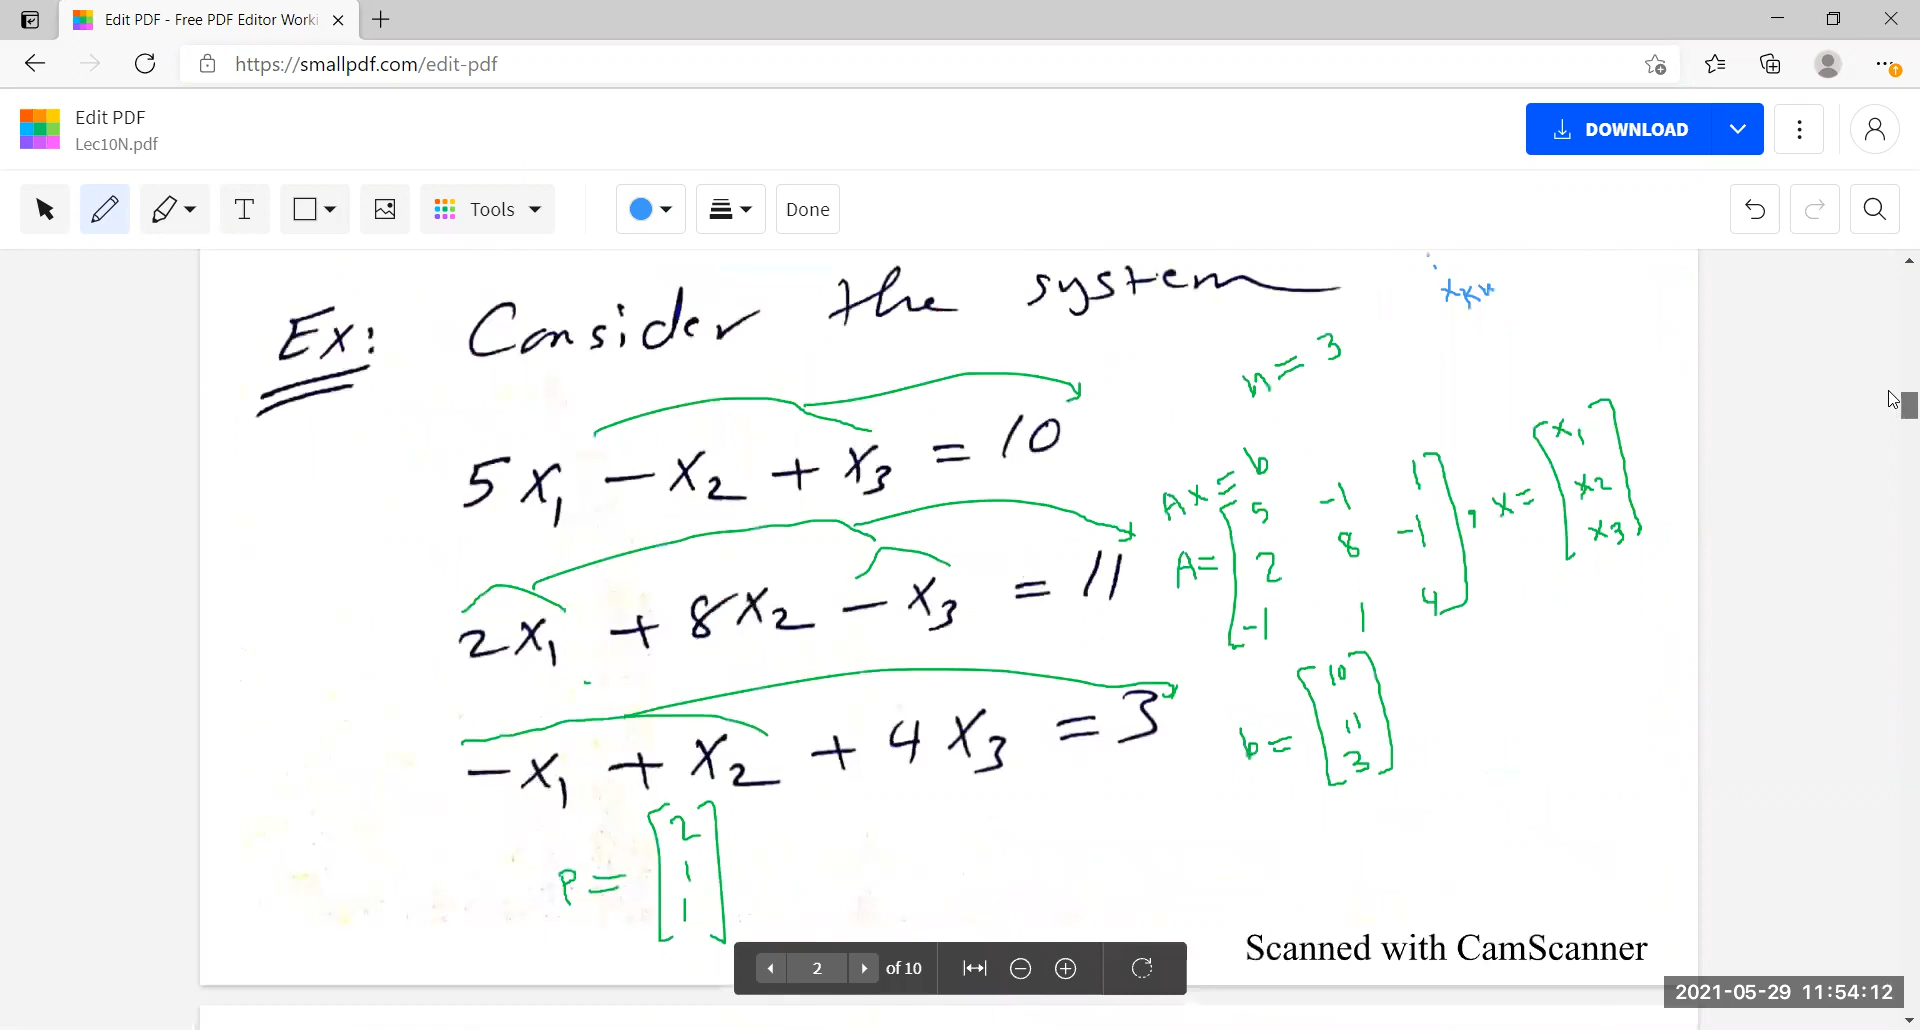 Edit PDF - Free PDF Editor Worki
https://smallpdf.com/edit-pdf
Edit PDF
Lec10N.pdf
DOWNLOAD
T
Tools
Done
Ex: Consider the system
n = 3
5x₁ - x₂ + x₃ = 10
2x₁ + 8x₂ - x₃ = 11
-x₁ + x₂ + 4x₃ = 3
Ax = b
A = [5 -1 1
2 8 -1
-1 1 4], x = [x₁
x₂
x₃]
b = [10
11
3]
P = [2
1
1]
Scanned with CamScanner
2 of 10
2021-05-29 11:54:12